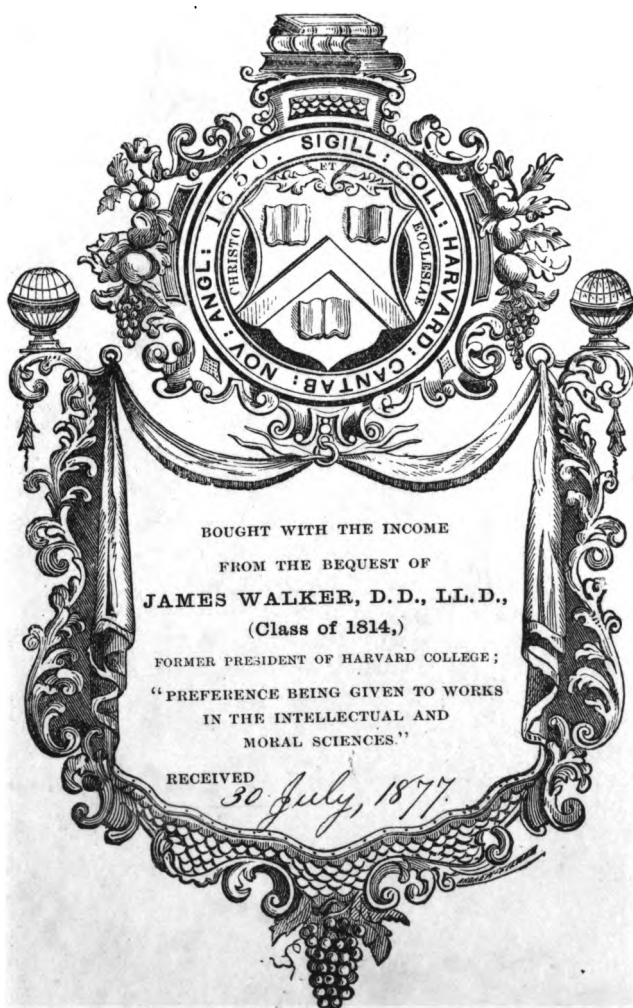 SIGILL: COLL: HARVARD: CANTAB: NOV: ANGL: 1650.
CHRISTO
ET
ECCLESIAE
BOUGHT WITH THE INCOME
FROM THE BEQUEST OF
JAMES WALKER, D.D., LL.D.,
(Class of 1814,)
FORMER PRESIDENT OF HARVARD COLLEGE;
"PREFERENCE BEING GIVEN TO WORKS
IN THE INTELLECTUAL AND
MORAL SCIENCES."
RECEIVED
30 July, 1877.